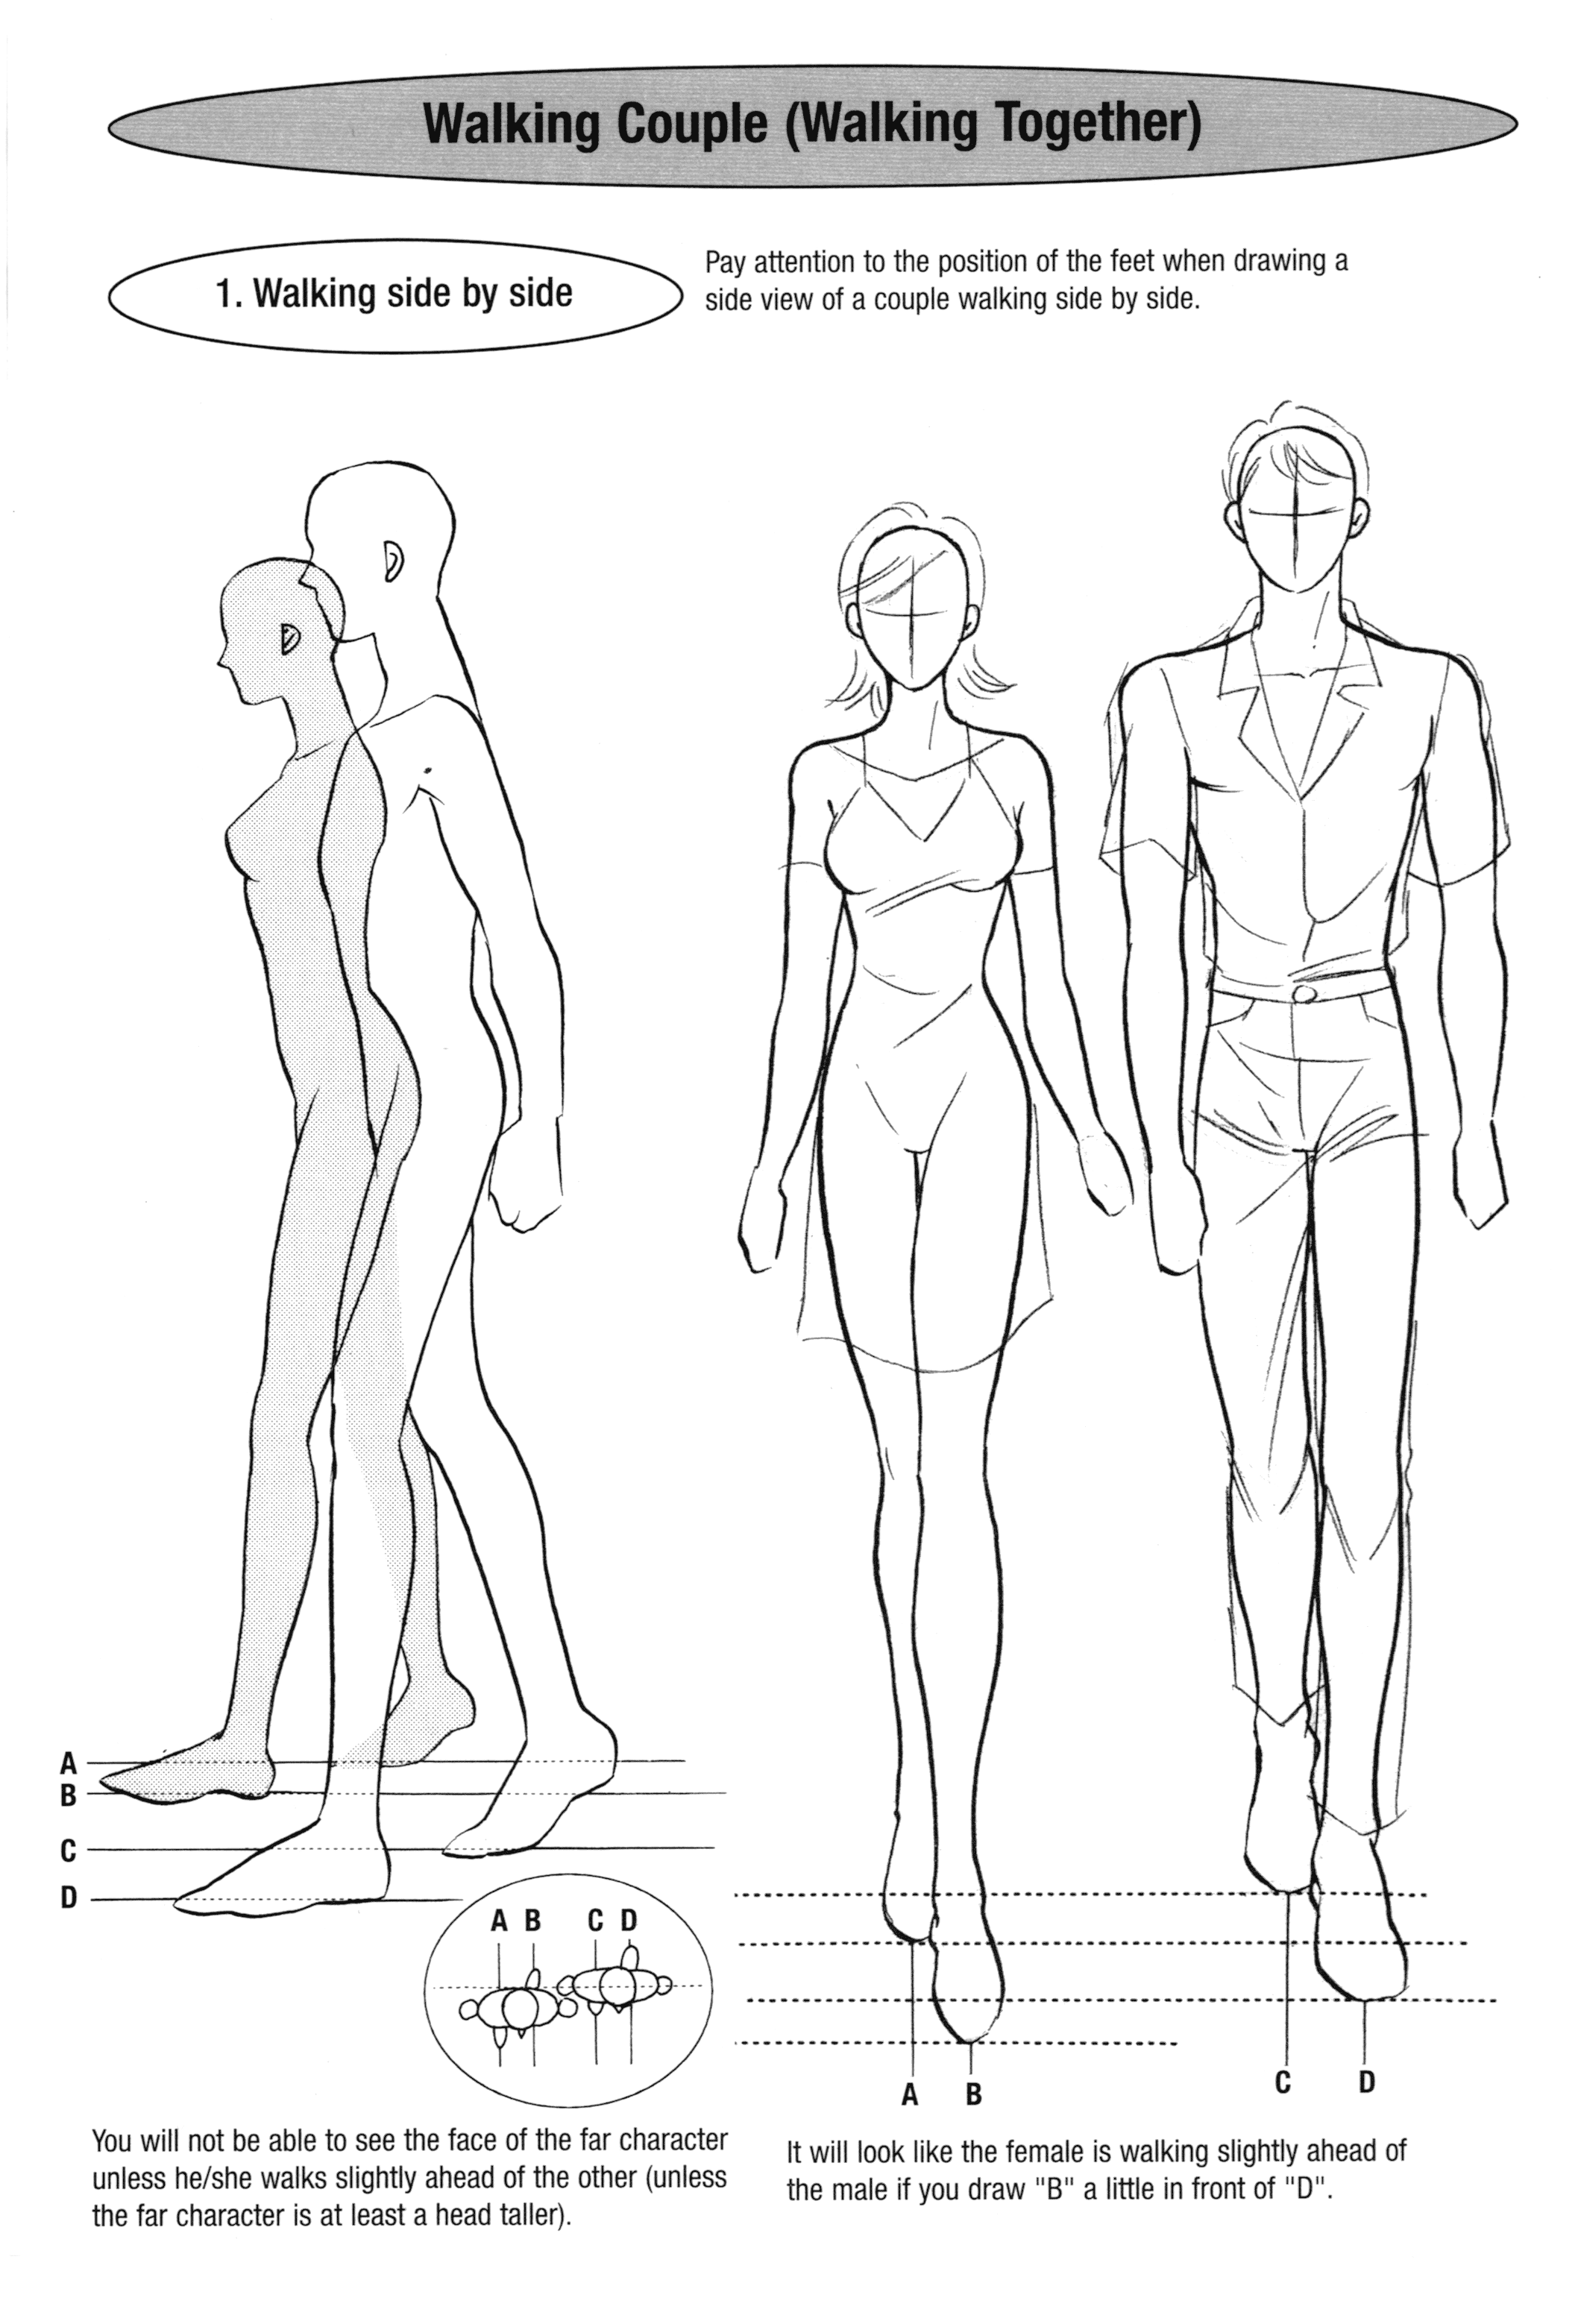 Walking Couple (Walking Together)
1. Walking side by side
Pay attention to the position of the feet when drawing a
side view of a couple walking side by side.
A
B
C
D
A B C D
A B
C D
You will not be able to see the face of the far character
unless he/she walks slightly ahead of the other (unless
the far character is at least a head taller).
It will look like the female is walking slightly ahead of
the male if you draw "B" a little in front of "D".